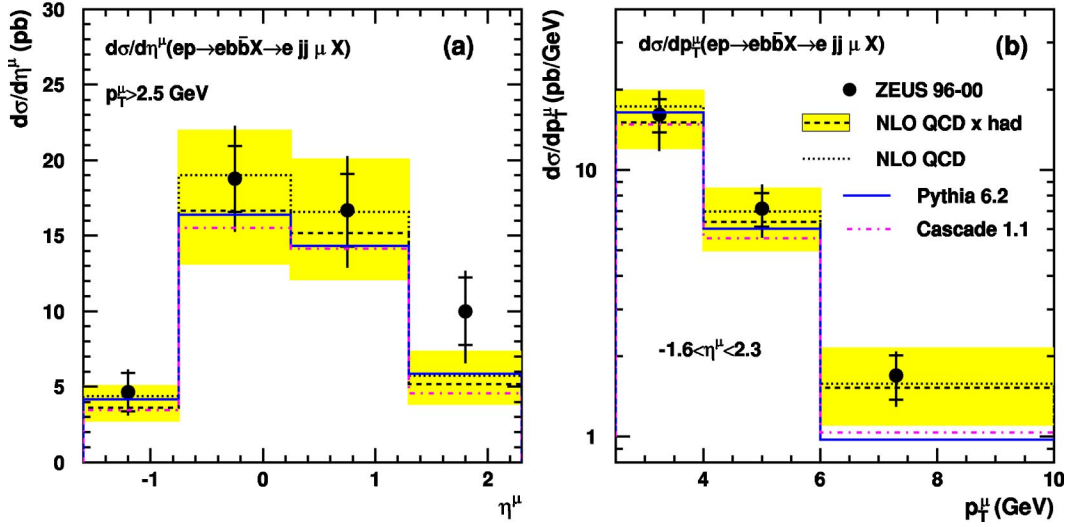 dσ/dη^μ (pb)
30
25
20
15
10
5
0
-1
0
1
2
η^μ
dσ/dη^μ(ep→ebb̄X→e jj μ X)
(a)
p_T^μ>2.5 GeV
dσ/dp_T^μ (pb/GeV)
10
1
2
4
6
8
10
p_T^μ (GeV)
dσ/dp_T^μ(ep→ebb̄X→e jj μ X)
(b)
ZEUS 96-00
NLO QCD x had
NLO QCD
Pythia 6.2
Cascade 1.1
-1.6<η^μ<2.3